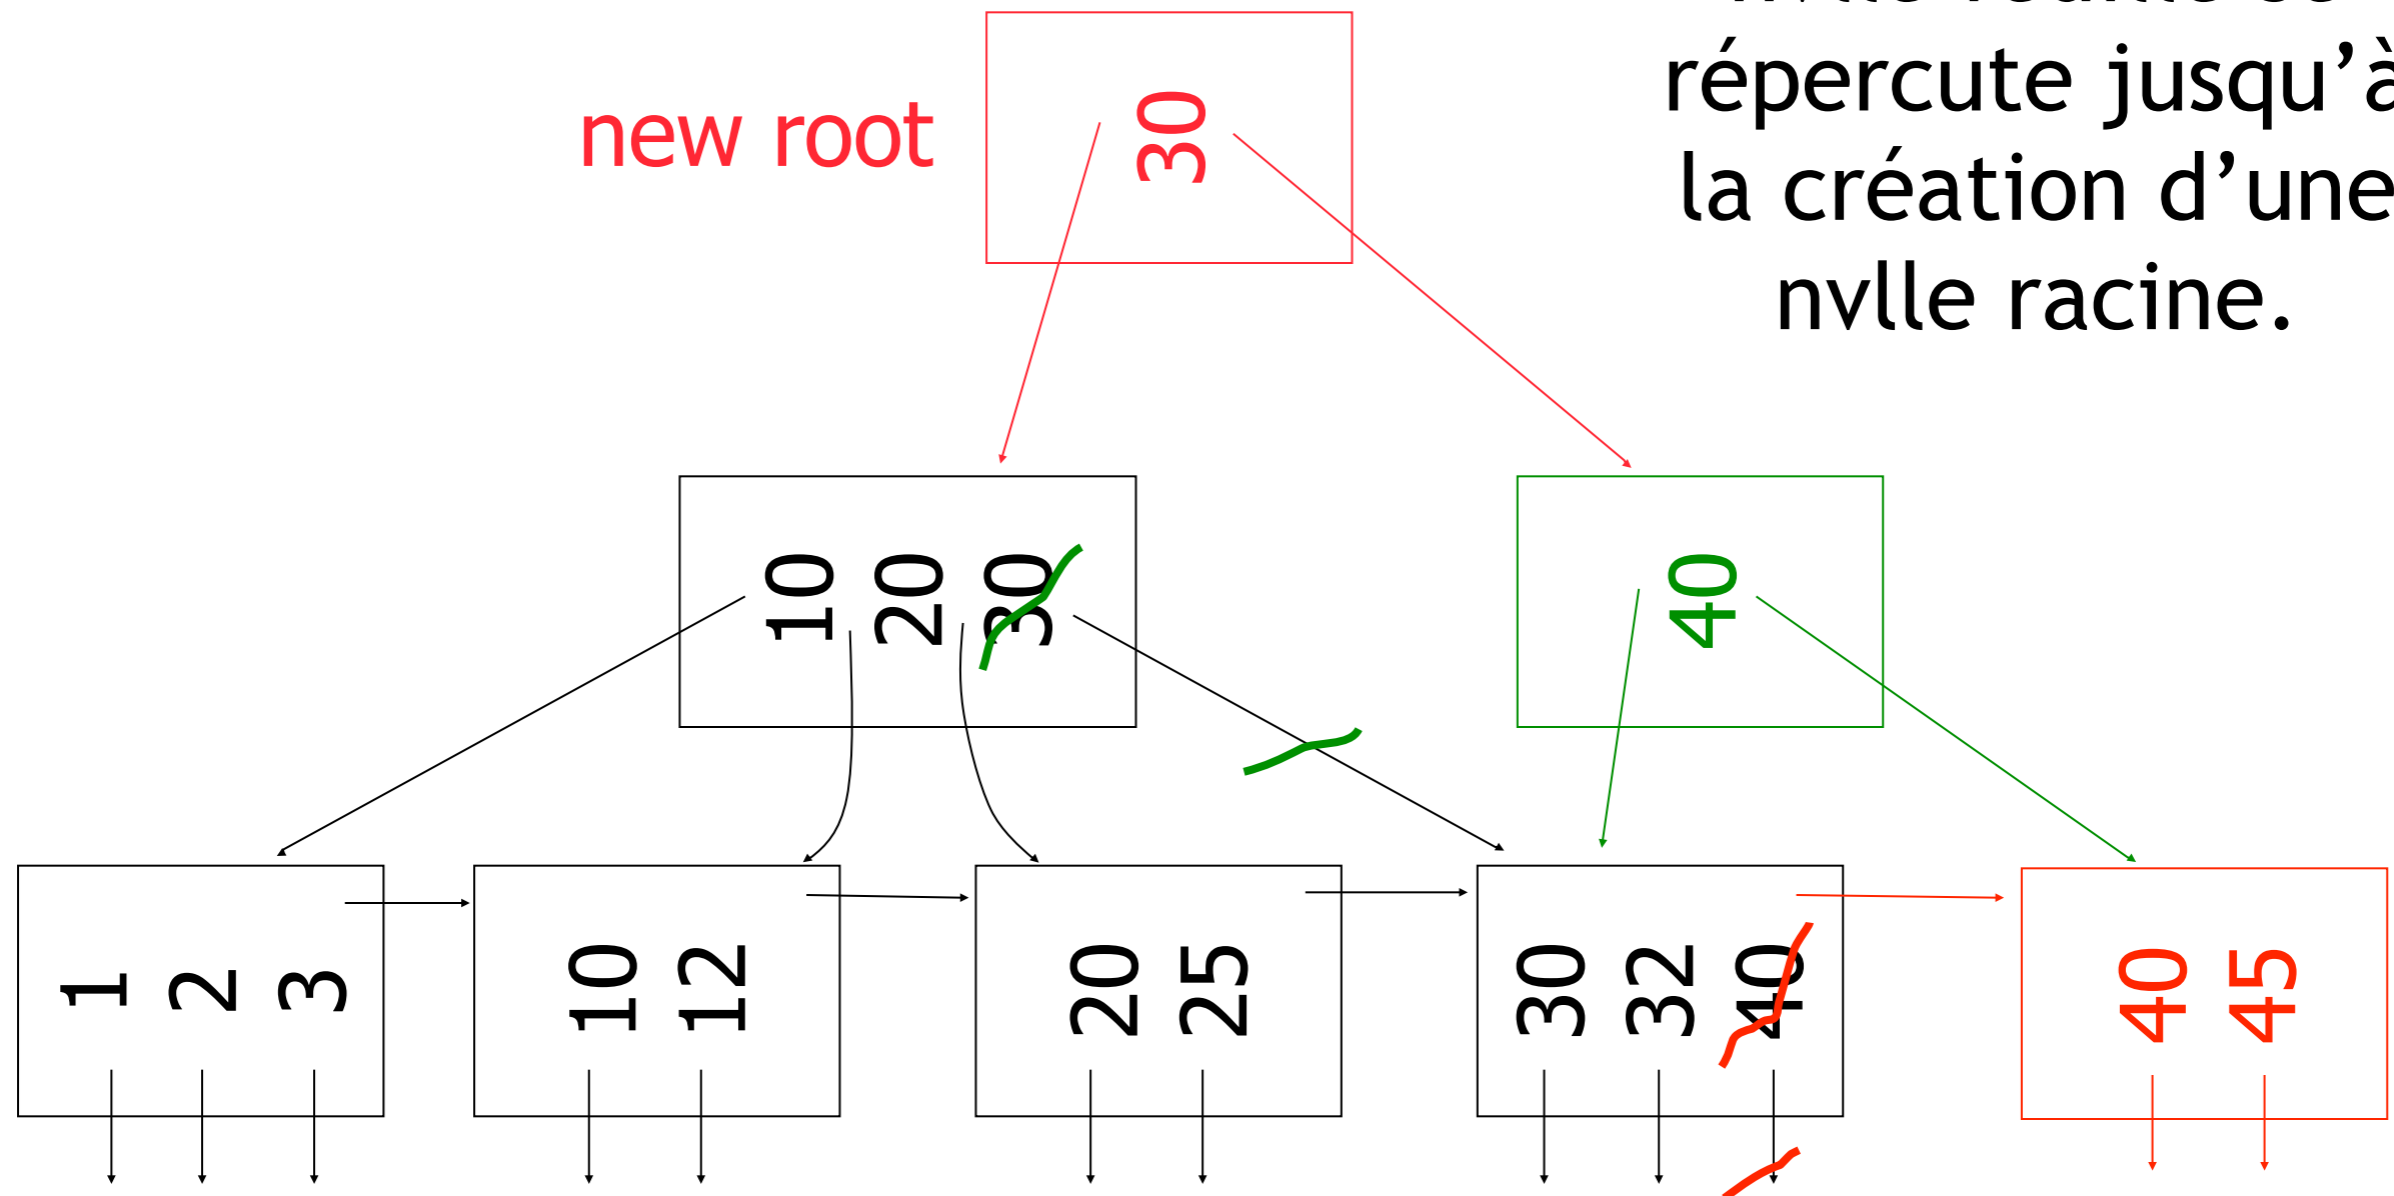 répercute jusqu’à
la création d’une
nvlle racine.
new root
30
10 20 30
40
1 2 3
10 12
20 25
30 32 40
40 45